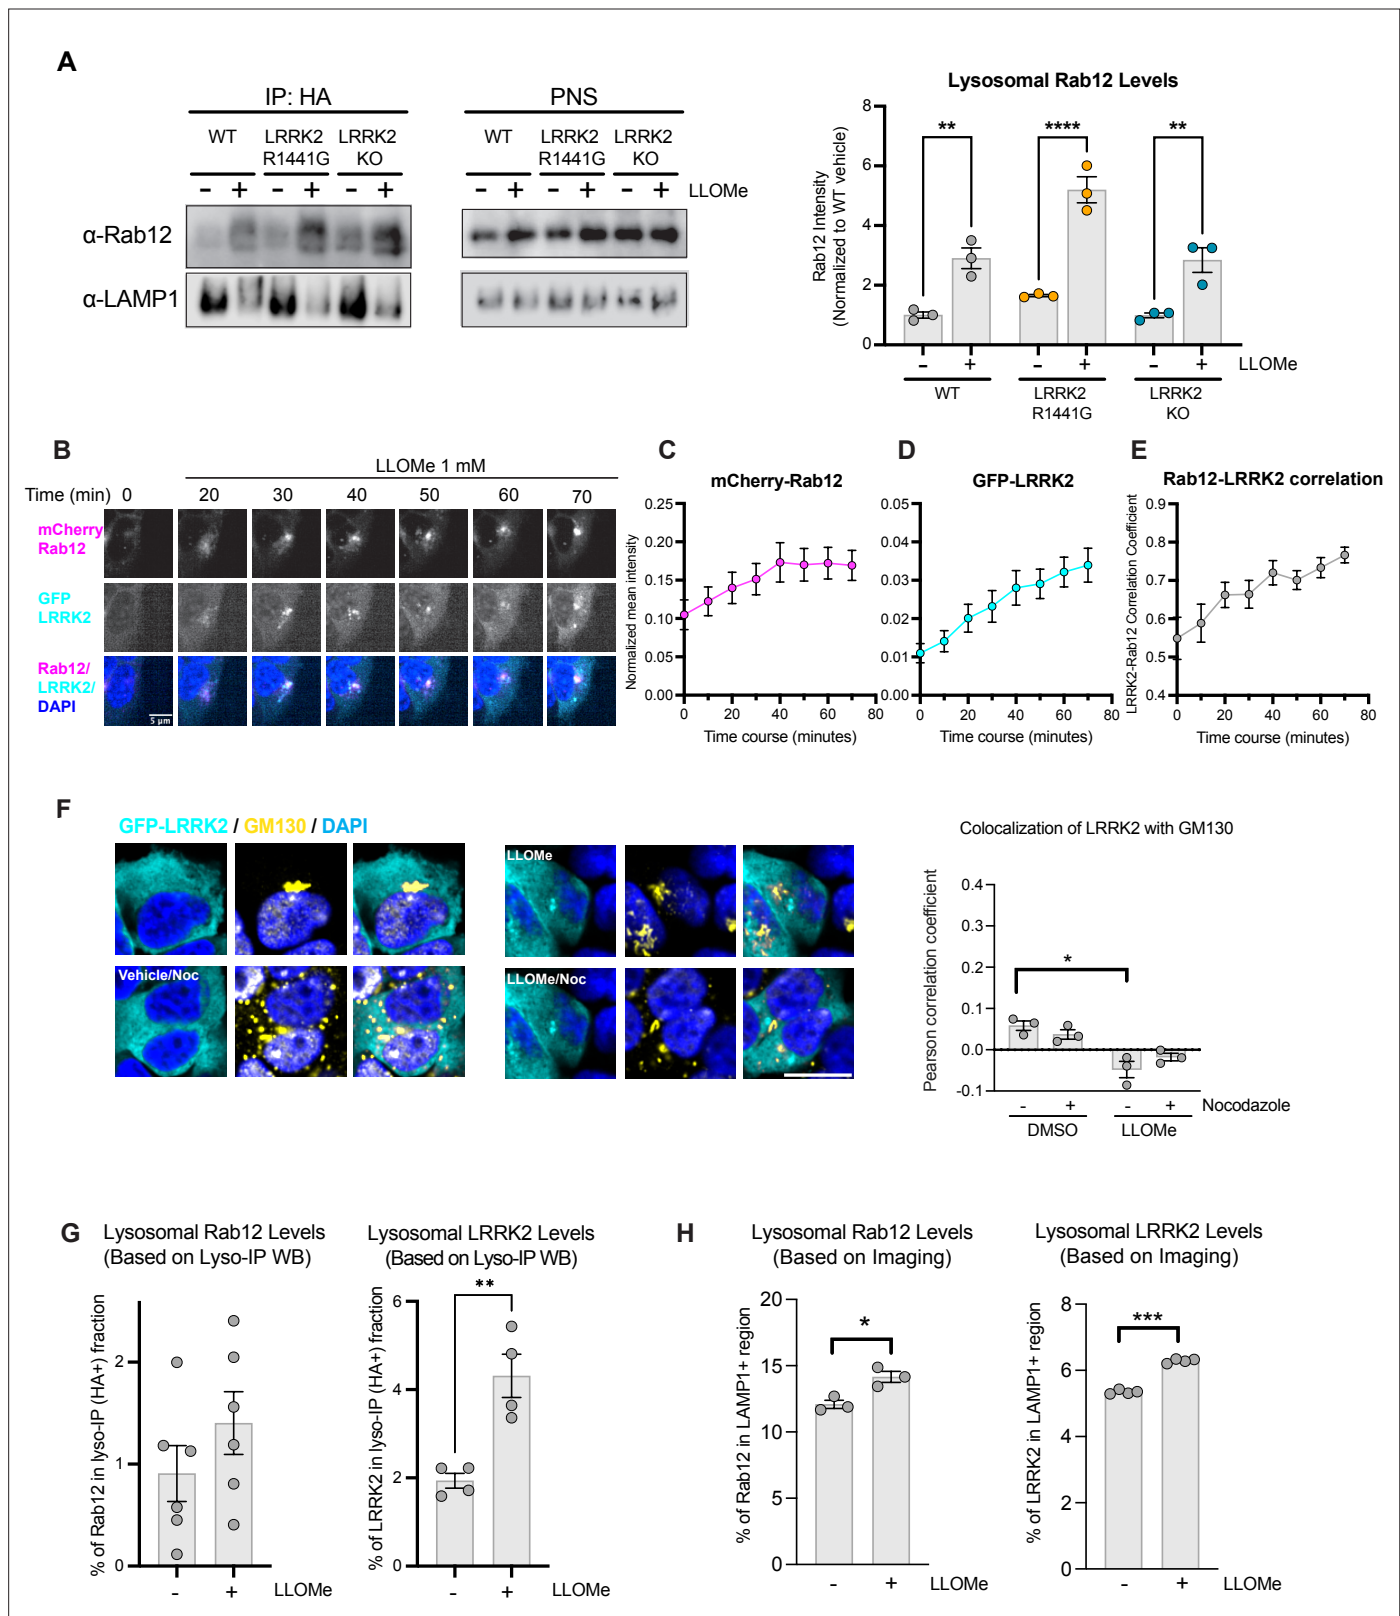 A
IP: HA
PNS
WT
LRRK2 R1441G
LRRK2 KO
WT
LRRK2 R1441G
LRRK2 KO
- + - + - +
- + - + - + LLOMe
α-Rab12
α-LAMP1
Lysosomal Rab12 Levels
Rab12 Intensity
(Normalized to WT vehicle)
8
6
4
2
0
** **** **
- + - + - + LLOMe
WT
LRRK2 R1441G
LRRK2 KO
B
LLOMe 1 mM
Time (min) 0 20 30 40 50 60 70
mCherry
Rab12
GFP
LRRK2
Rab12/
LRRK2/
DAPI
5 μm
C
mCherry-Rab12
Normalized mean intensity
0.25
0.20
0.15
0.10
0.05
0.00
0 20 40 60 80
Time course (minutes)
D
GFP-LRRK2
0.05
0.04
0.03
0.02
0.01
0.00
0 20 40 60 80
Time course (minutes)
E
Rab12-LRRK2 correlation
LRRK2-Rab12 Correlation Coefficient
0.9
0.8
0.7
0.6
0.5
0.4
0 20 40 60 80
Time course (minutes)
F
GFP-LRRK2 / GM130 / DAPI
Vehicle/Noc
LLOMe
LLOMe/Noc
Colocalization of LRRK2 with GM130
Pearson correlation coefficient
0.4
0.3
0.2
0.1
0.0
-0.1
*
- + - + Nocodazole
DMSO LLOMe
G
Lysosomal Rab12 Levels
(Based on Lyso-IP WB)
% of Rab12 in lyso-IP (HA+) fraction
2
1
0
- + LLOMe
Lysosomal LRRK2 Levels
(Based on Lyso-IP WB)
% of LRRK2 in lyso-IP (HA+) fraction
6
4
2
0
**
- + LLOMe
H
Lysosomal Rab12 Levels
(Based on Imaging)
% of Rab12 in LAMP1+ region
20
15
10
5
0
*
- + LLOMe
Lysosomal LRRK2 Levels
(Based on Imaging)
% of LRRK2 in LAMP1+ region
8
6
4
2
0
***
- + LLOMe